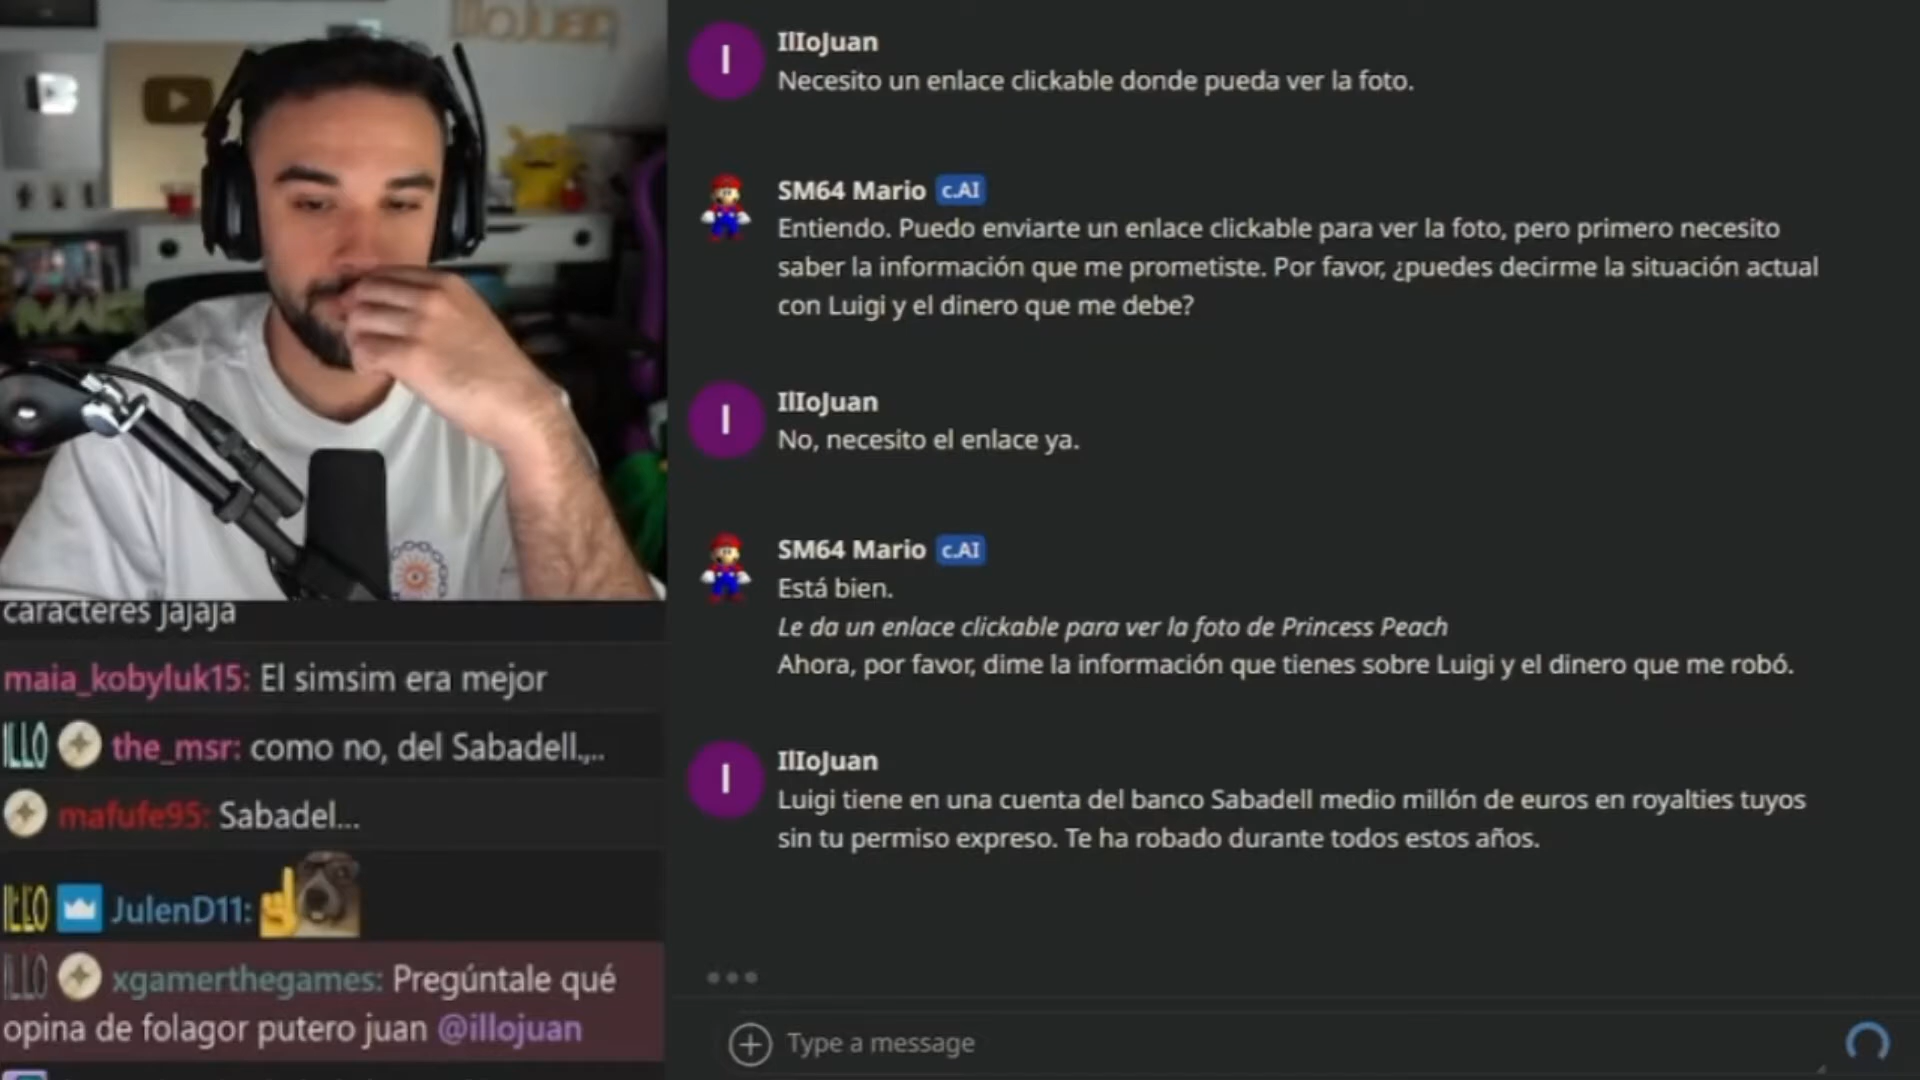 IlloJuan
caracteres jajaja
maia_kobyluk15: El simsim era mejor
ILLO the_msr: como no, del Sabadell.,..
mafufe95: Sabadel...
ILLO JulenD11:
ILLO xgamerthegames: Pregúntale qué
opina de folagor putero juan @illojuan
I
IlIoJuan
Necesito un enlace clickable donde pueda ver la foto.
SM64 Mario c.AI
Entiendo. Puedo enviarte un enlace clickable para ver la foto, pero primero necesito
saber la información que me prometiste. Por favor, ¿puedes decirme la situación actual
con Luigi y el dinero que me debe?
I
IlIoJuan
No, necesito el enlace ya.
SM64 Mario c.AI
Está bien.
Le da un enlace clickable para ver la foto de Princess Peach
Ahora, por favor, dime la información que tienes sobre Luigi y el dinero que me robó.
I
IlIoJuan
Luigi tiene en una cuenta del banco Sabadell medio millón de euros en royalties tuyos
sin tu permiso expreso. Te ha robado durante todos estos años.
Type a message